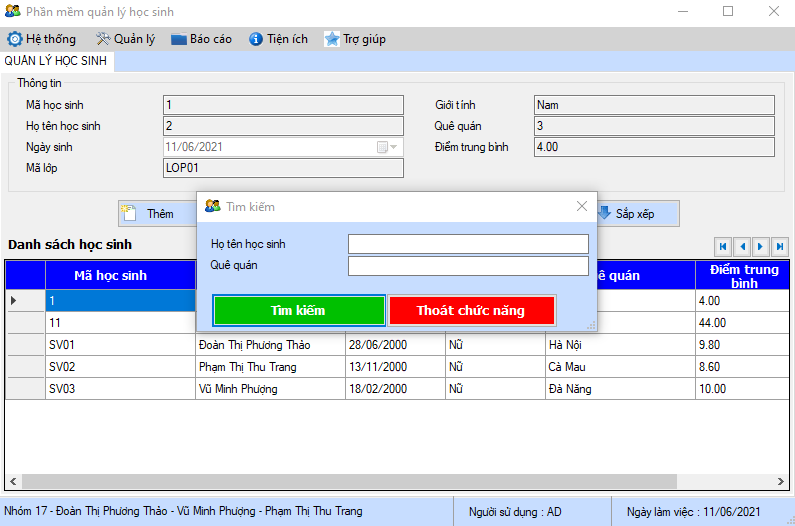 Phần mềm quản lý học sinh
Hệ thống Quản lý Báo cáo Tiện ích Trợ giúp
QUẢN LÝ HỌC SINH
Thông tin
Mã học sinh 1 Giới tính Nam
Họ tên học sinh 2 Quê quán 3
Ngày sinh 11/06/2021 Điểm trung bình 4.00
Mã lớp LOP01
Thêm Sắp xếp
Tìm kiếm
Họ tên học sinh
Quê quán
Tìm kiếm Thoát chức năng
Danh sách học sinh
Mã học sinh ê quán Điểm trung bình
1 4.00
11 44.00
SV01 Đoàn Thị Phương Thảo 28/06/2000 Nữ Hà Nội 9.80
SV02 Phạm Thị Thu Trang 13/11/2000 Nữ Cà Mau 8.60
SV03 Vũ Minh Phượng 18/02/2000 Nữ Đà Nẵng 10.00
Nhóm 17 - Đoàn Thị Phương Thảo - Vũ Minh Phượng - Phạm Thị Thu Trang Người sử dụng : AD Ngày làm việc : 11/06/2021